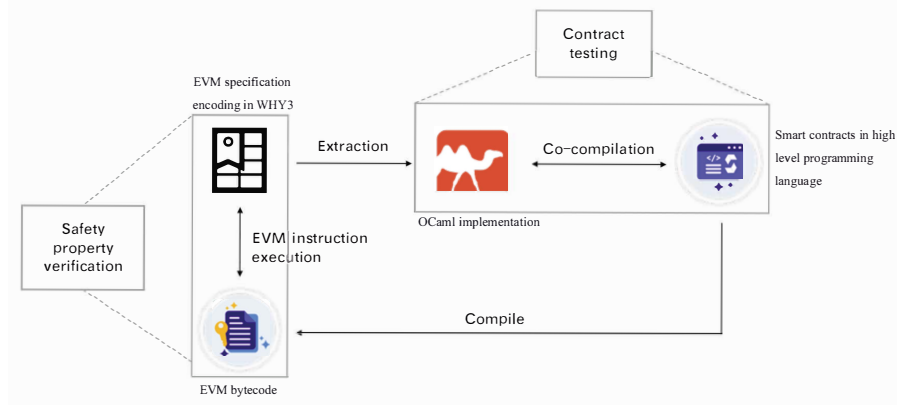 Contract
testing
EVM specification
encoding in WHY3
Extraction
Co-compilation
Smart contracts in high
level programming
language
OCaml implementation
Safety
property
verification
EVM instruction
execution
Compile
EVM bytecode